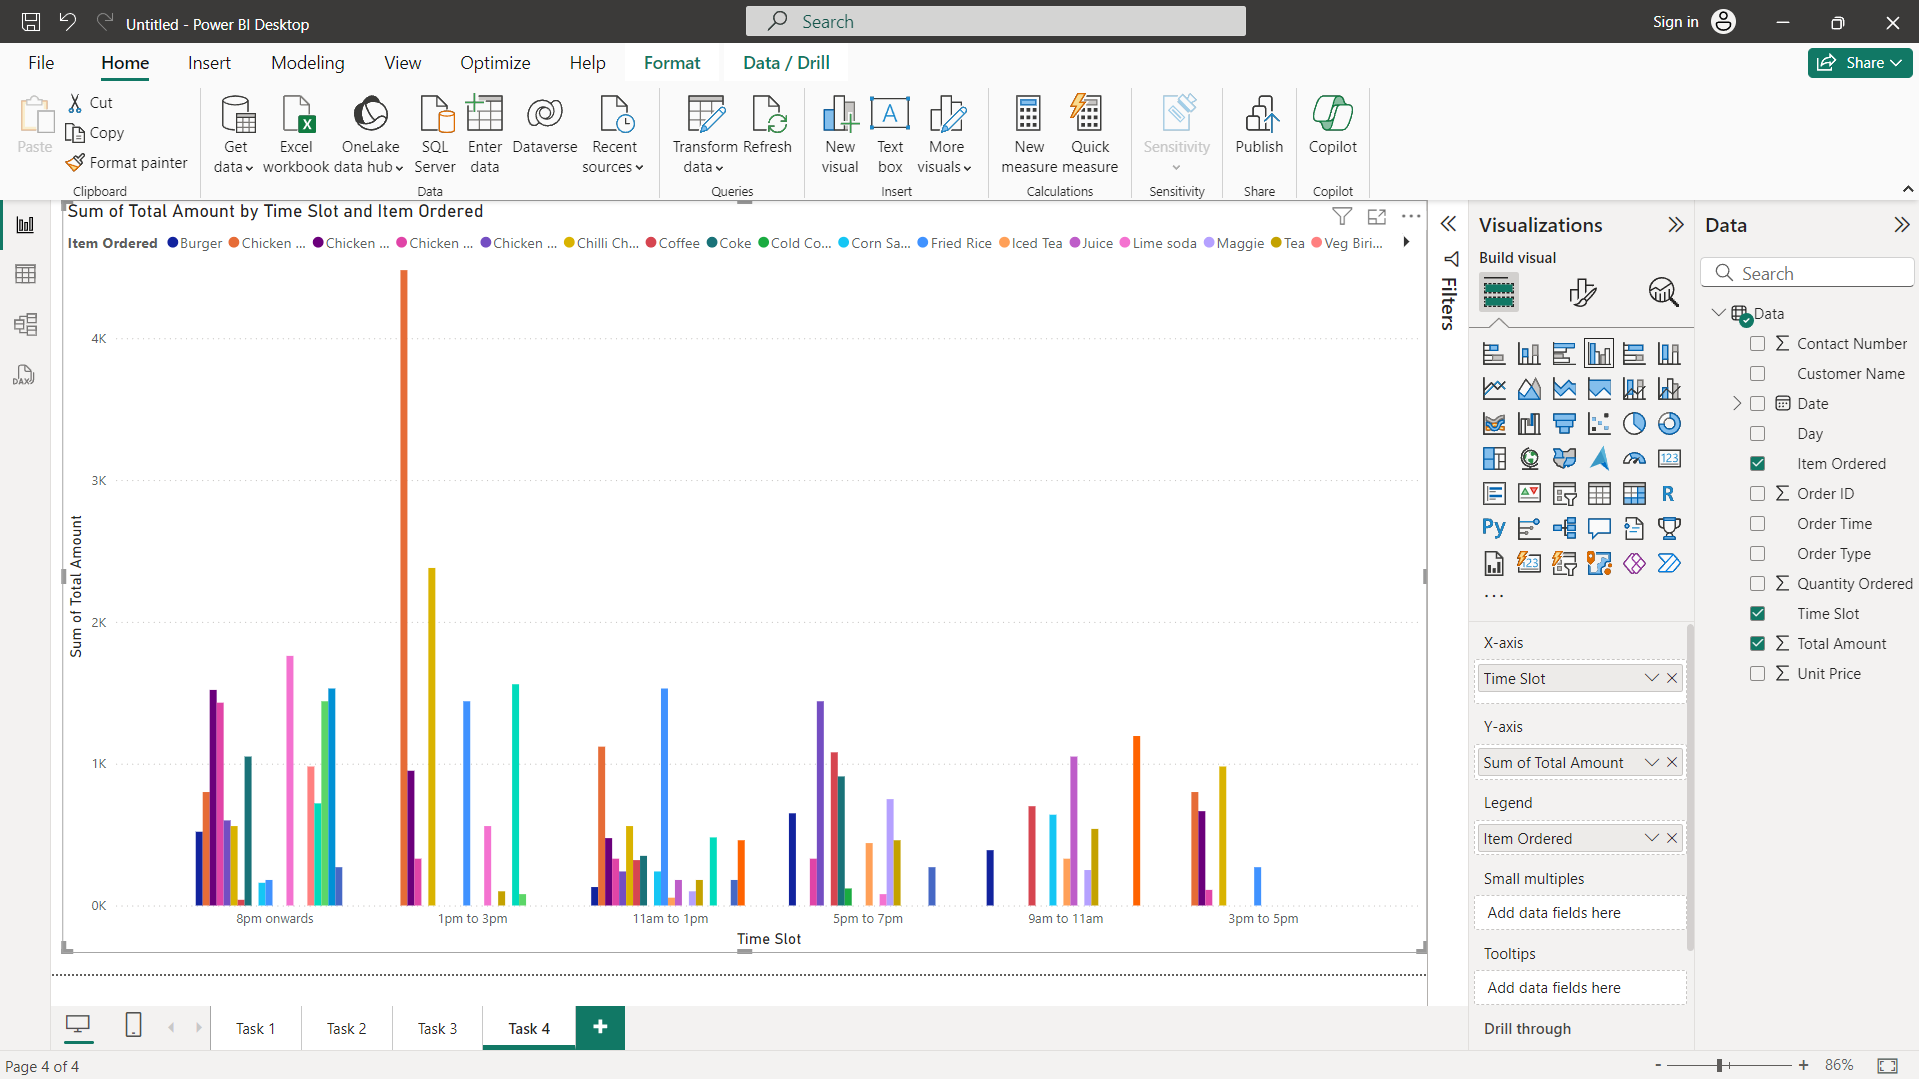 Untitled - Power BI Desktop
Search
Sign in
File Home Insert Modeling View Optimize Help Format Data / Drill
Share
Paste
Cut
Copy
Format painter
Clipboard
Get data
Excel workbook
OneLake data hub
SQL Server
Enter data
Dataverse
Recent sources
Data
Transform data
Refresh
Queries
New visual
Text box
More visuals
Insert
New measure
Quick measure
Calculations
Sensitivity
Sensitivity
Publish
Share
Copilot
Copilot
Sum of Total Amount by Time Slot and Item Ordered
Item Ordered Burger Chicken ... Chicken ... Chicken ... Chicken ... Chilli Ch... Coffee Coke Cold Co... Corn Sa... Fried Rice Iced Tea Juice Lime soda Maggie Tea Veg Biri...
4K
3K
2K
1K
0K
Sum of Total Amount
8pm onwards 1pm to 3pm 11am to 1pm 5pm to 7pm 9am to 11am 3pm to 5pm
Time Slot
Filters
Visualizations
Build visual
123
R
Py
123
...
X-axis
Time Slot
Y-axis
Sum of Total Amount
Legend
Item Ordered
Small multiples
Add data fields here
Tooltips
Add data fields here
Drill through
Data
Search
Data
Contact Number
Customer Name
Date
Day
Item Ordered
Order ID
Order Time
Order Type
Quantity Ordered
Time Slot
Total Amount
Unit Price
DAX
Task 1 Task 2 Task 3 Task 4 +
Page 4 of 4
- + 86%